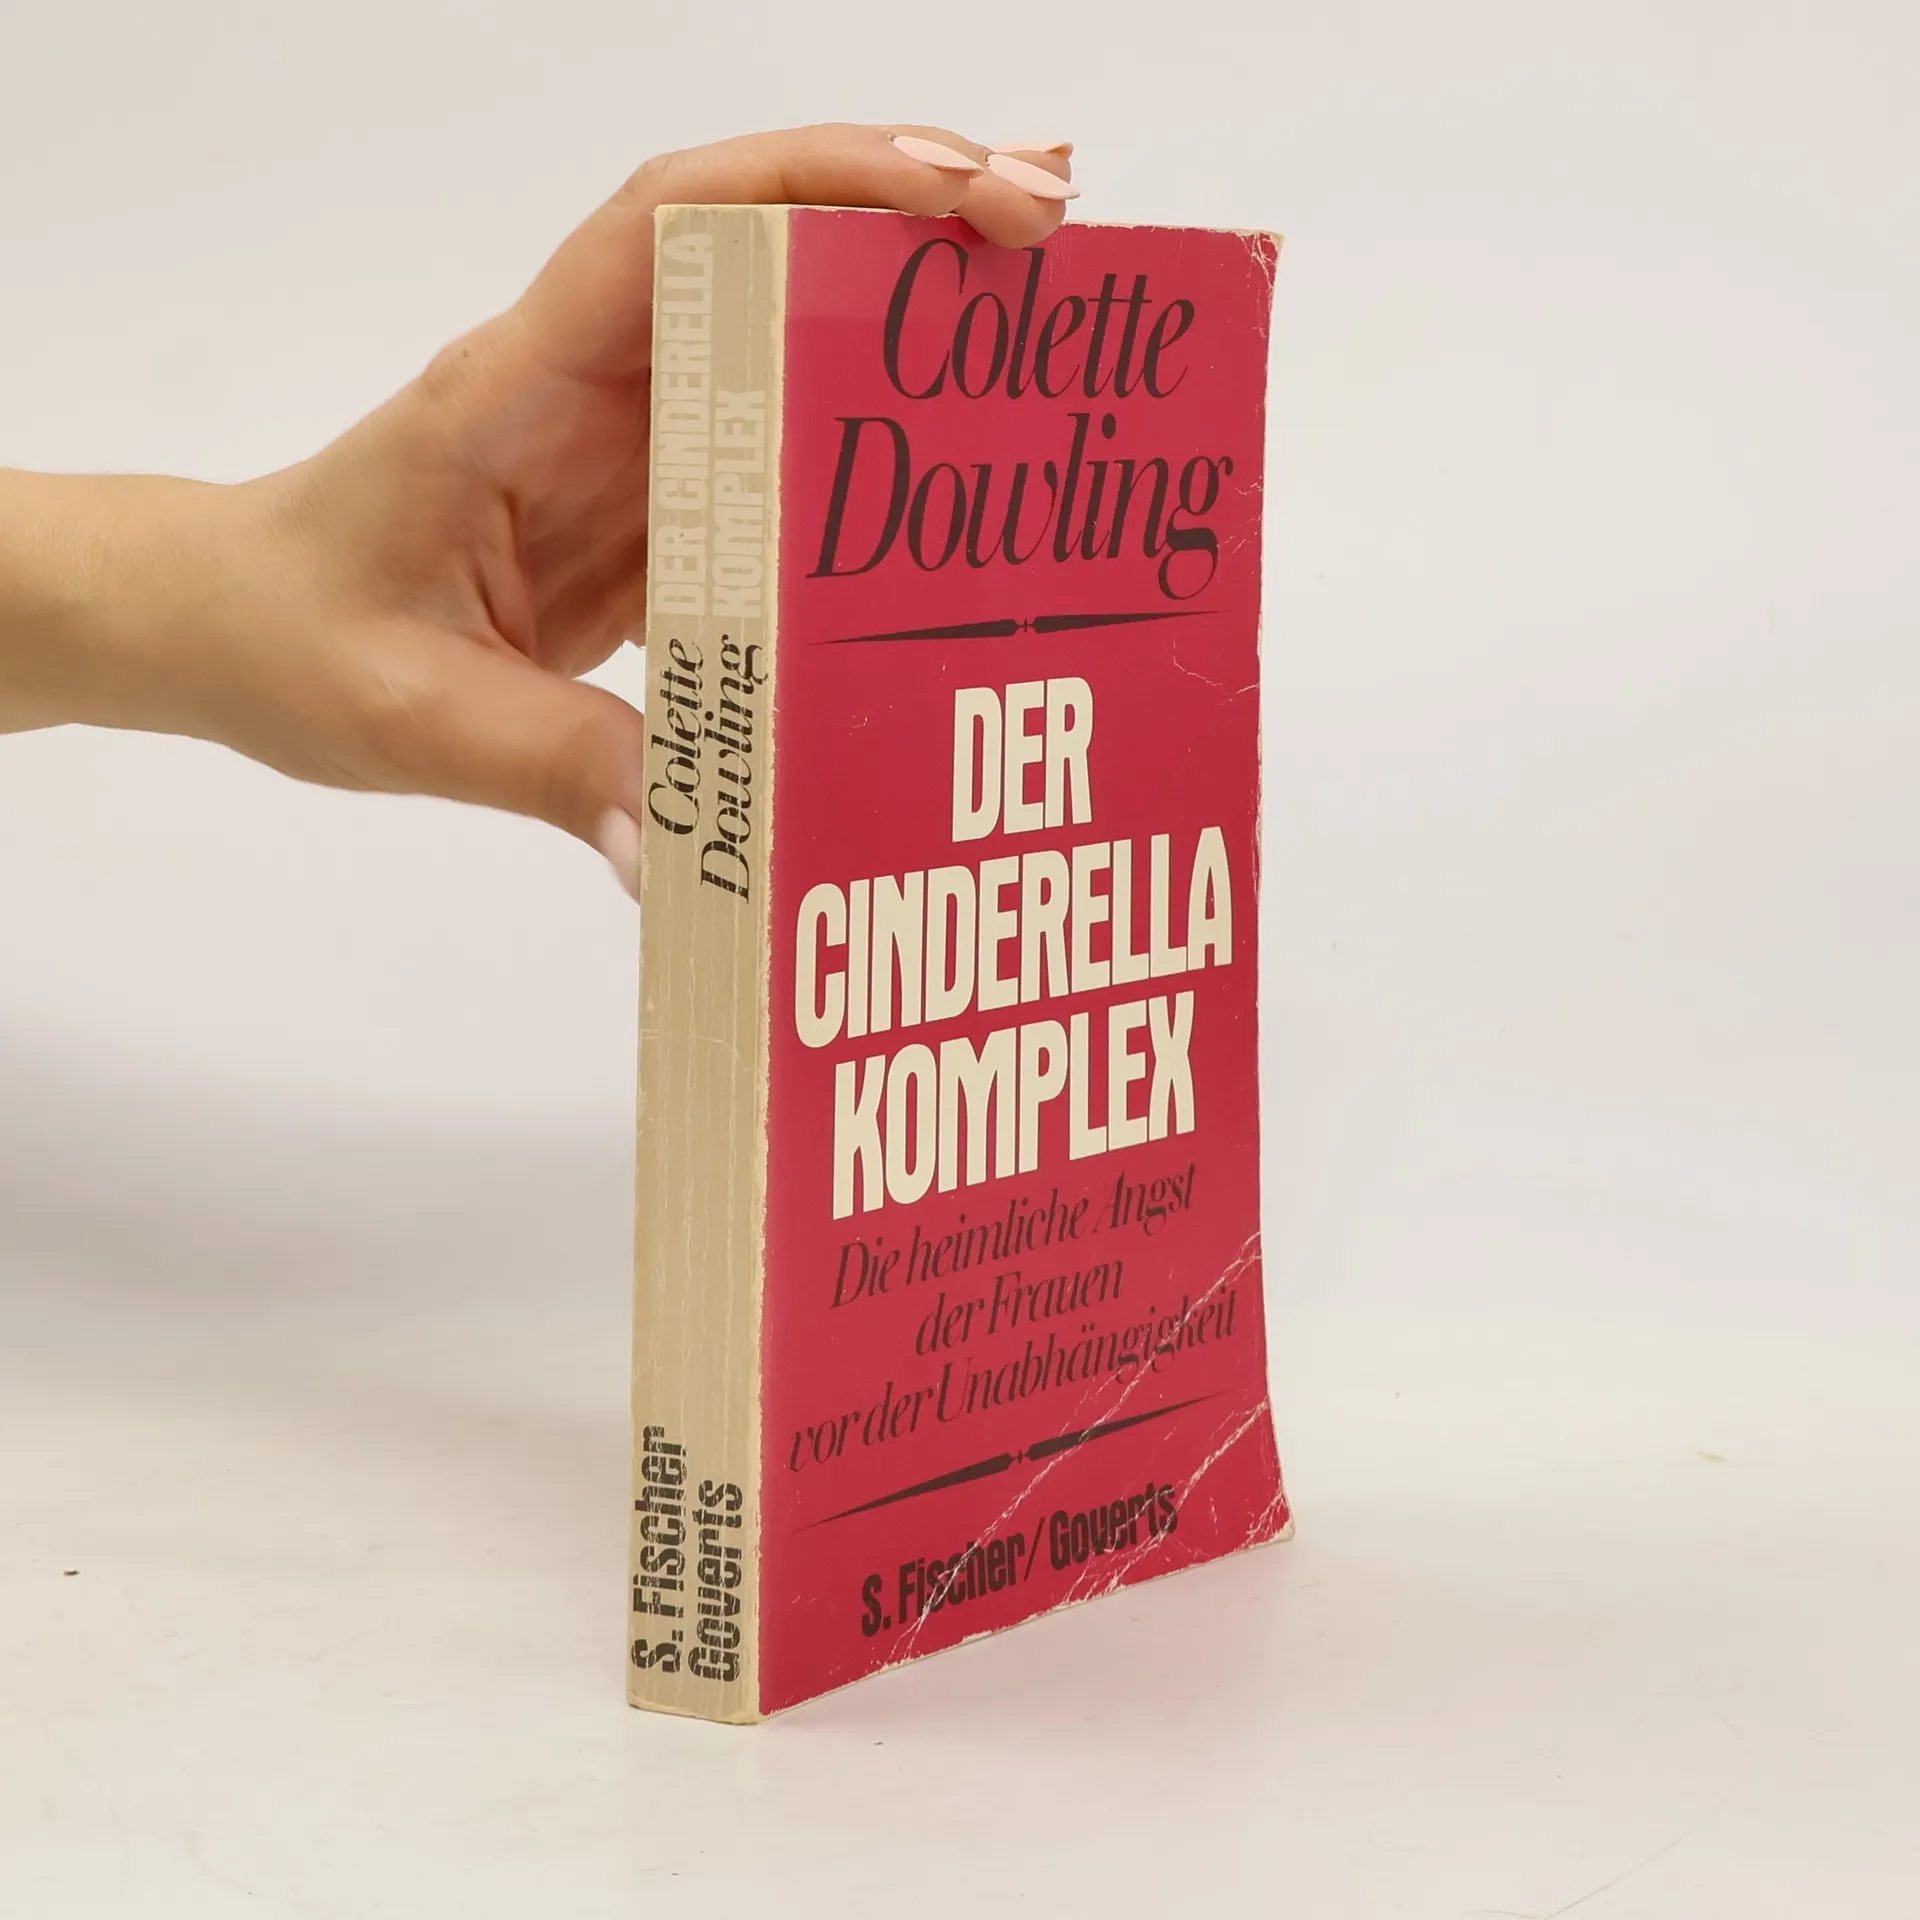 Colette
Dowling
DER
CINDERELLA
KOMPLEX
Die heimliche Angst
der Frauen
vor der Unabhängigkeit
S. Fischer/Goverts
DER CINDERELLA
KOMPLEX
Colette
Dowling
S. Fischer
Goverts